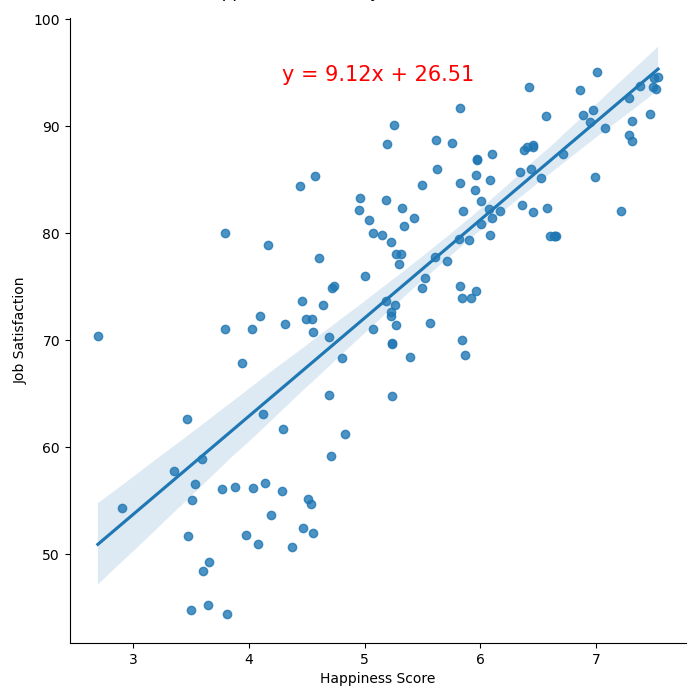 100
90
80
70
60
50
Job Satisfaction
y = 9.12x + 26.51
3 4 5 6 7
Happiness Score